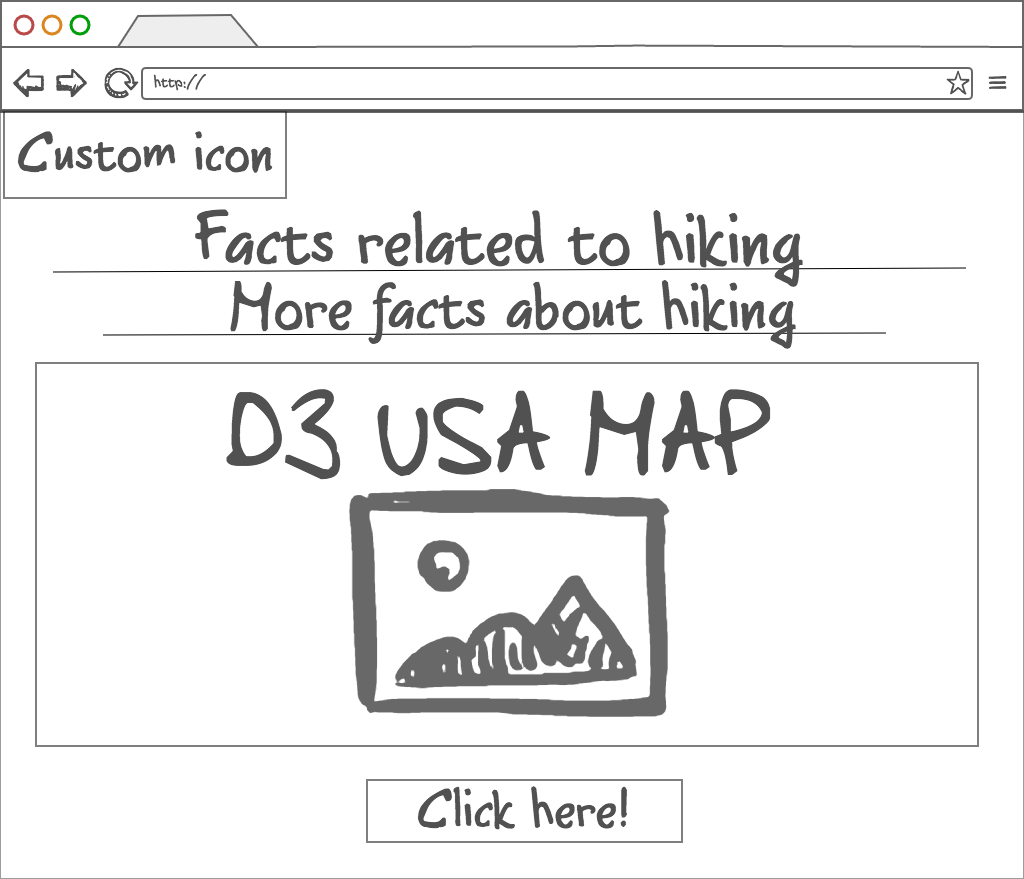 http://
Custom icon
Facts related to hiking
More facts about hiking
D3 USA MAP
Click here!